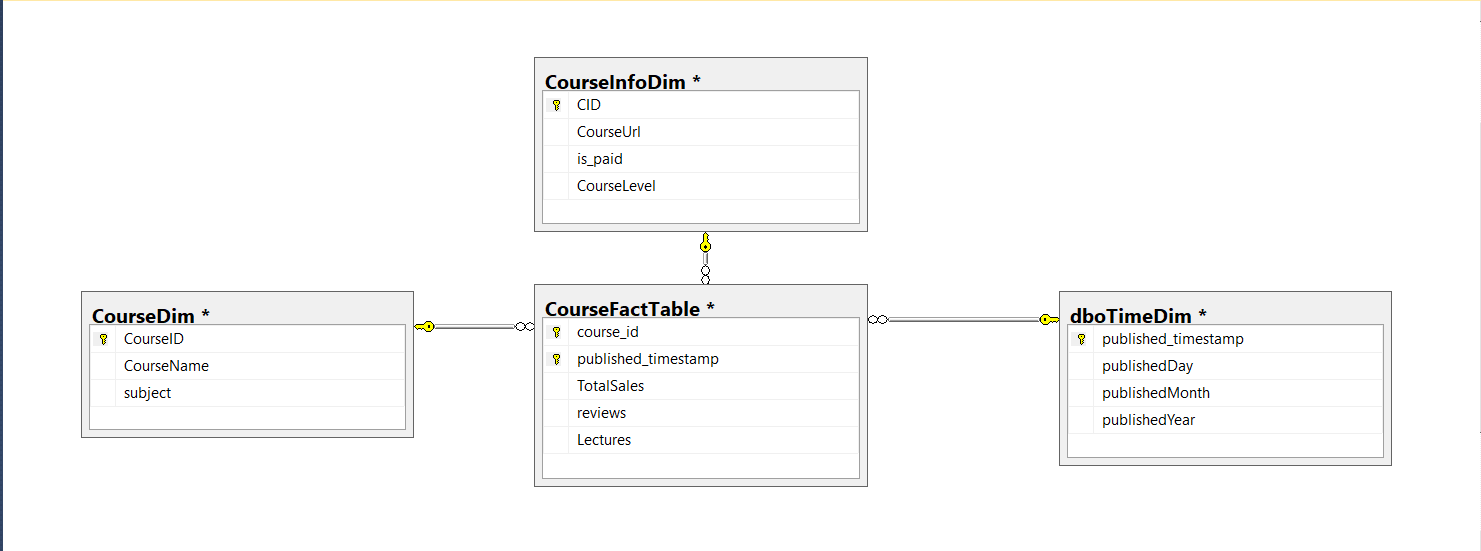 CourseInfoDim *
CID
CourseUrl
is_paid
CourseLevel
CourseDim *
CourseID
CourseName
subject
CourseFactTable *
course_id
published_timestamp
TotalSales
reviews
Lectures
dboTimeDim *
published_timestamp
publishedDay
publishedMonth
publishedYear